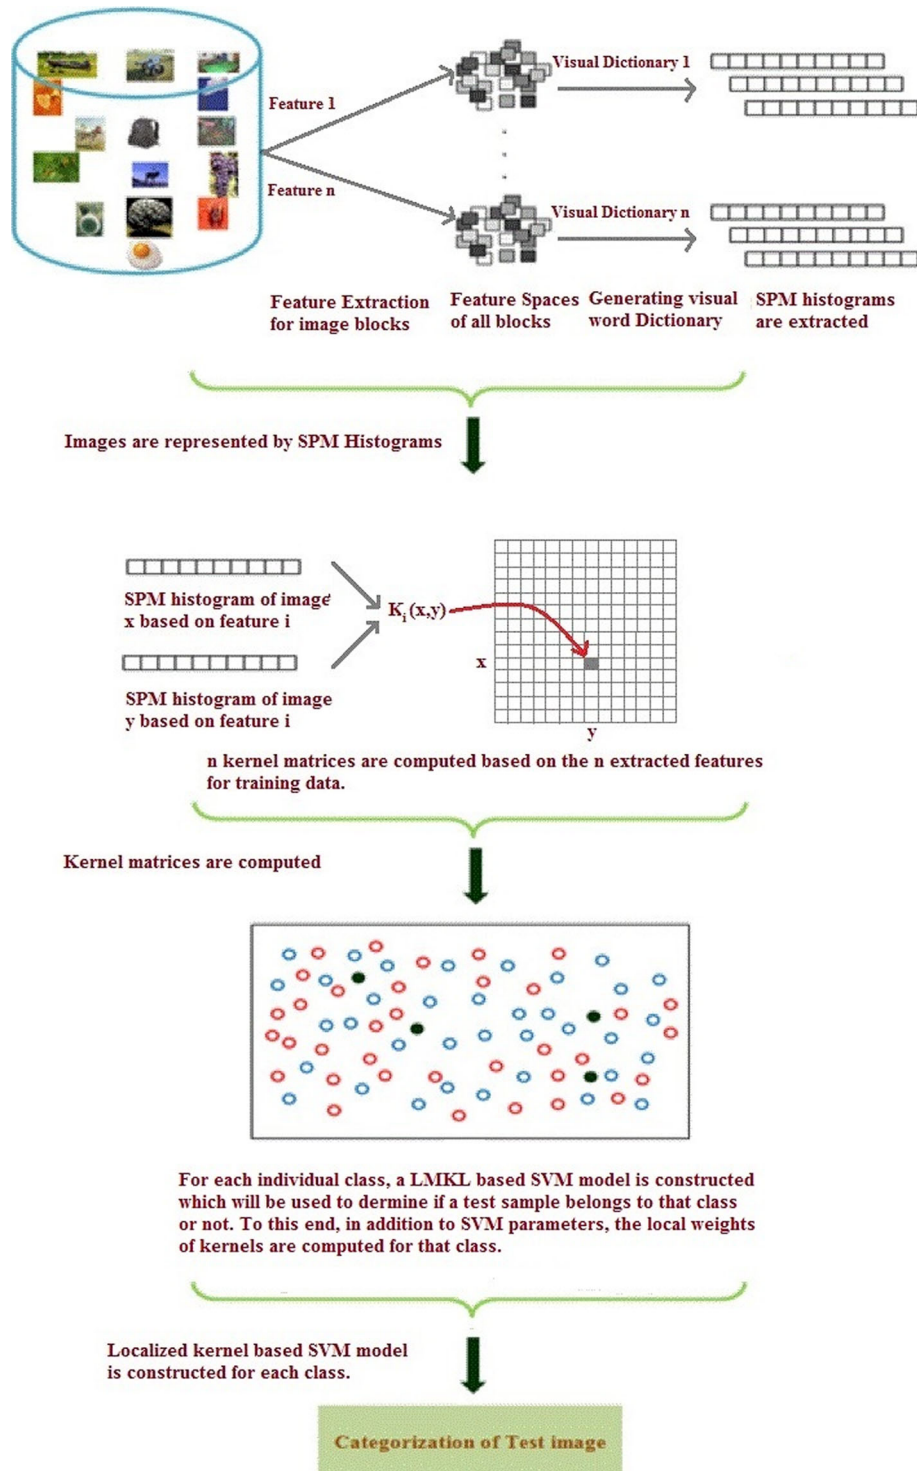 Feature 1
Feature n
Visual Dictionary 1
Visual Dictionary n
Feature Extraction
for image blocks
Feature Spaces
of all blocks
Generating visual
word Dictionary
SPM histograms
are extracted
Images are represented by SPM Histograms
SPM histogram of image
x based on feature i
SPM histogram of image
y based on feature i
Ki (x,y)
x
y
n kernel matrices are computed based on the n extracted features
for training data.
Kernel matrices are computed
For each individual class, a LMKL based SVM model is constructed
which will be used to dermine if a test sample belongs to that class
or not. To this end, in addition to SVM parameters, the local weights
of kernels are computed for that class.
Localized kernel based SVM model
is constructed for each class.
Categorization of Test image